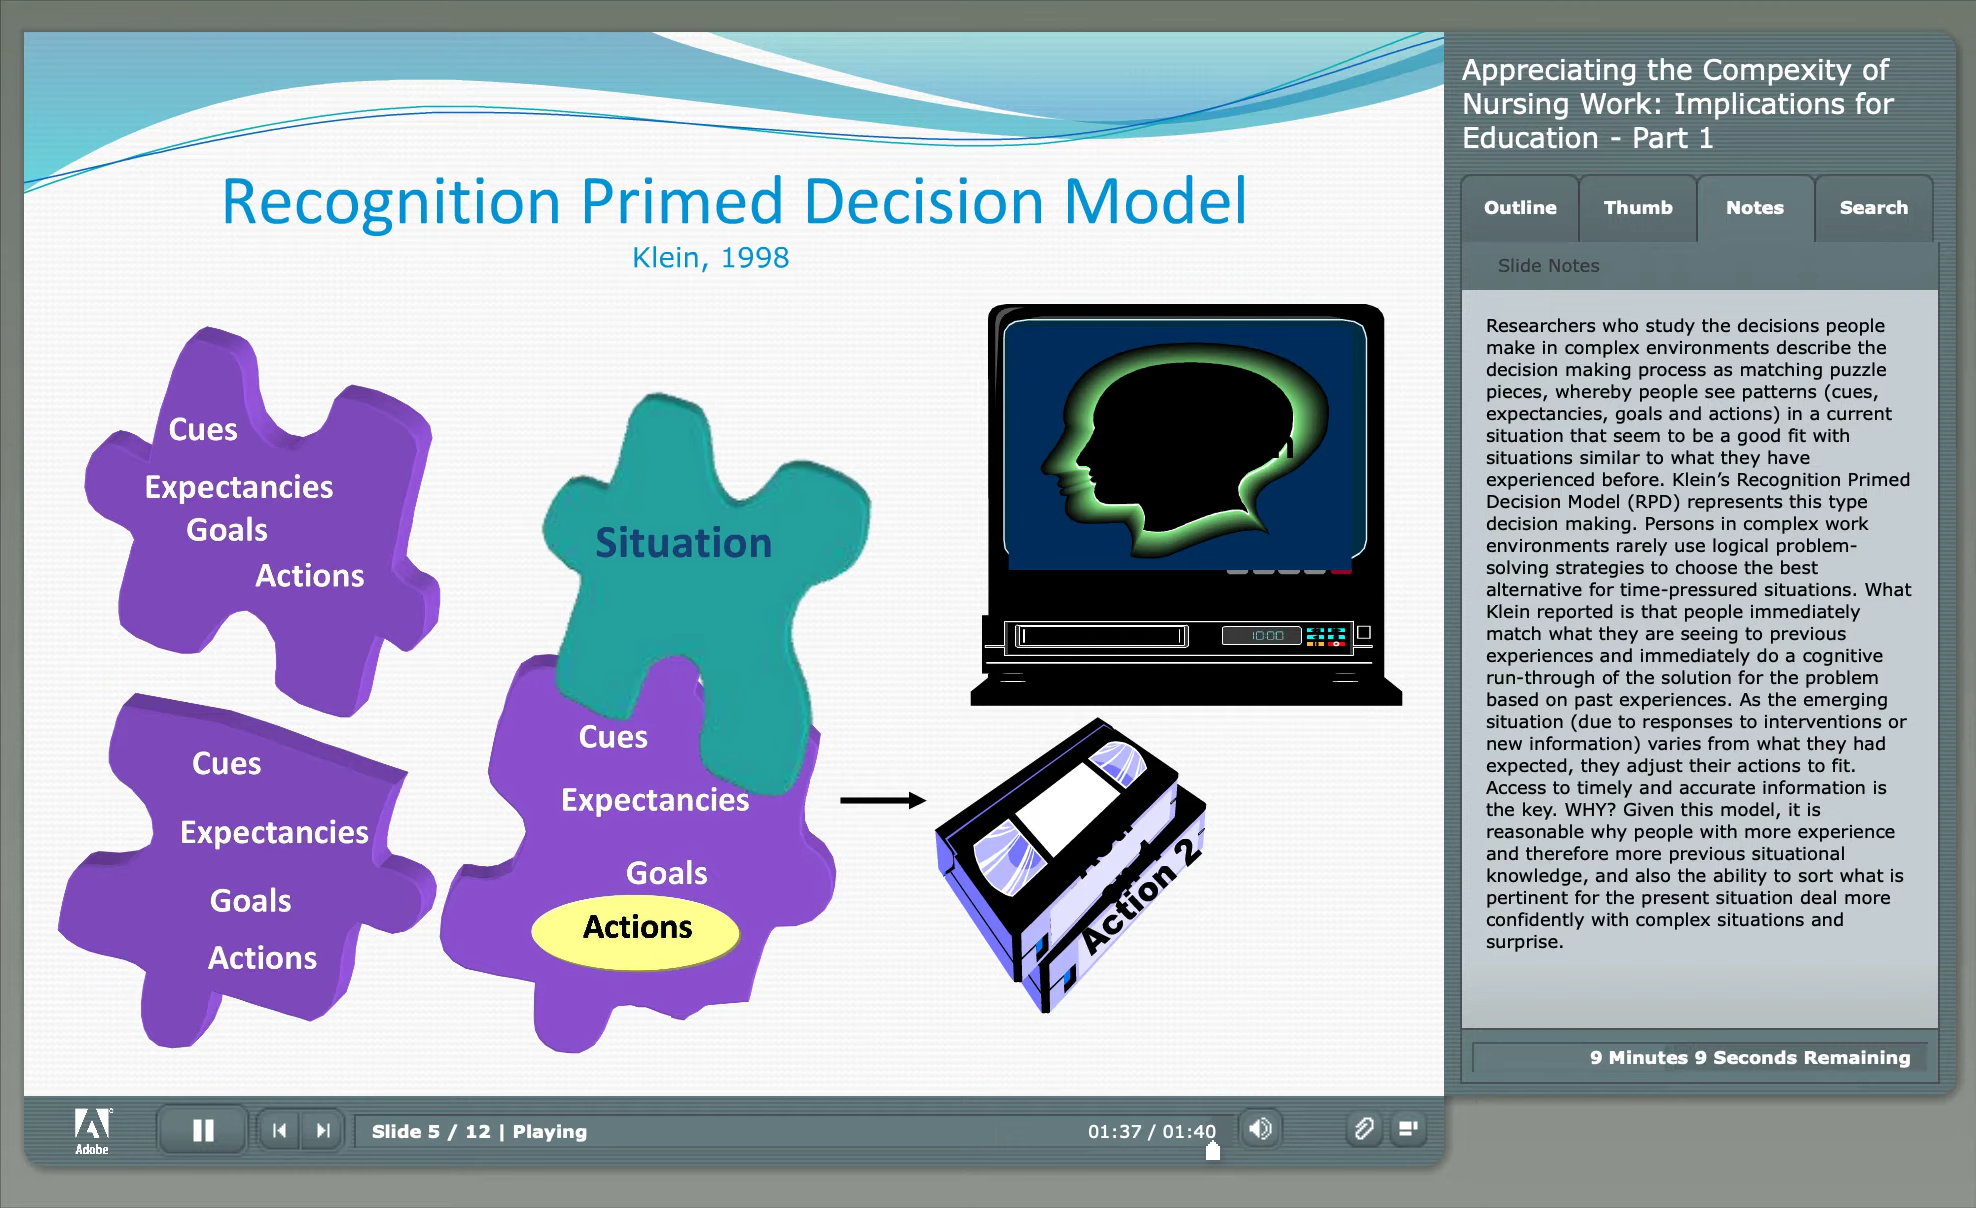 Recognition Primed Decision Model
Klein, 1998
Cues
Expectancies
Goals
Actions
Situation
Cues
Expectancies
Goals
Actions
Cues
Expectancies
Goals
Actions
10:00
Action 2
Appreciating the Compexity of
Nursing Work: Implications for
Education - Part 1
Outline
Thumb
Notes
Search
Slide Notes
Researchers who study the decisions people
make in complex environments describe the
decision making process as matching puzzle
pieces, whereby people see patterns (cues,
expectancies, goals and actions) in a current
situation that seem to be a good fit with
situations similar to what they have
experienced before. Klein’s Recognition Primed
Decision Model (RPD) represents this type
decision making. Persons in complex work
environments rarely use logical problem-
solving strategies to choose the best
alternative for time-pressured situations. What
Klein reported is that people immediately
match what they are seeing to previous
experiences and immediately do a cognitive
run-through of the solution for the problem
based on past experiences. As the emerging
situation (due to responses to interventions or
new information) varies from what they had
expected, they adjust their actions to fit.
Access to timely and accurate information is
the key. WHY? Given this model, it is
reasonable why people with more experience
and therefore more previous situational
knowledge, and also the ability to sort what is
pertinent for the present situation deal more
confidently with complex situations and
surprise.
9 Minutes 9 Seconds Remaining
Adobe
Slide 5 / 12 | Playing
01:37 / 01:40